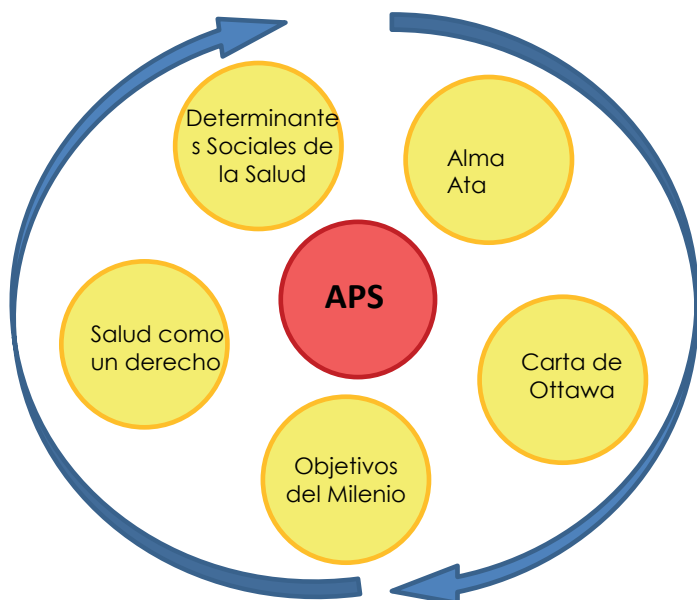 Determinante
s Sociales de
la Salud
Alma
Ata
APS
Salud como
un derecho
Carta de
Ottawa
Objetivos
del Milenio